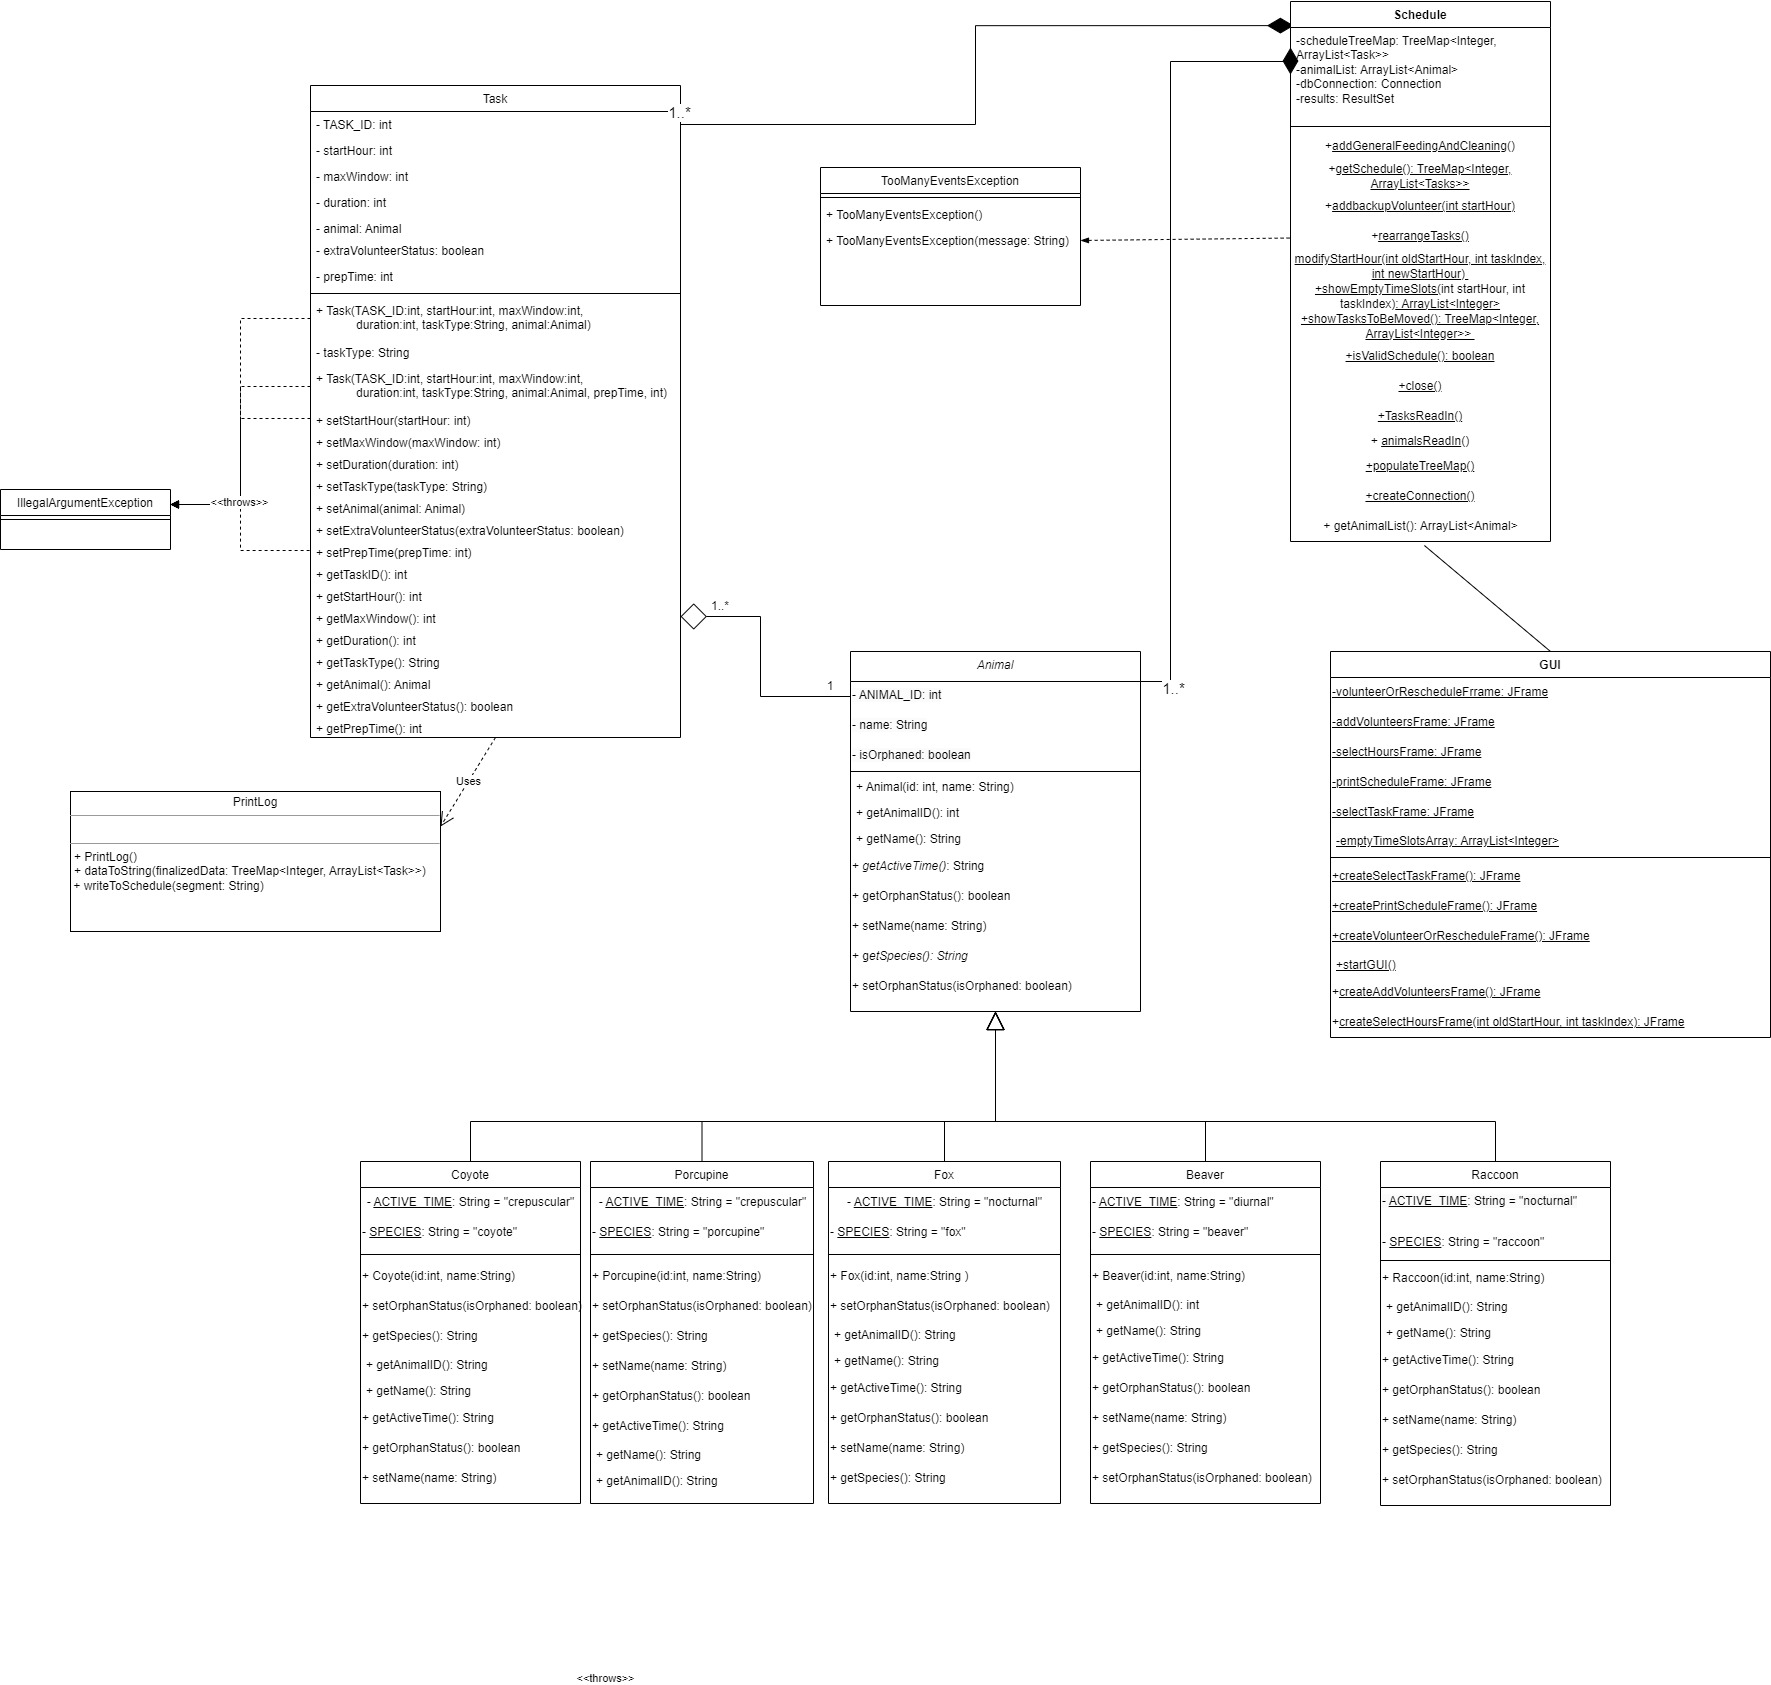 Schedule
-scheduleTreeMap: TreeMap<Integer,
ArrayList<Task>>
-animalList: ArrayList<Animal>
-dbConnection: Connection
-results: ResultSet
+addGeneralFeedingAndCleaning()
+getSchedule(): TreeMap<Integer,
ArrayList<Tasks>>
+addbackupVolunteer(int startHour)
+rearrangeTasks()
modifyStartHour(int oldStartHour, int taskIndex,
int newStartHour)
+showEmptyTimeSlots(int startHour, int
taskIndex): ArrayList<Integer>
+showTasksToBeMoved(): TreeMap<Integer,
ArrayList<Integer>>
+isValidSchedule(): boolean
+close()
+TasksReadIn()
+ animalsReadIn()
+populateTreeMap()
+createConnection()
+ getAnimalList(): ArrayList<Animal>
Task
1..*
- TASK_ID: int
- startHour: int
- maxWindow: int
- duration: int
- animal: Animal
- extraVolunteerStatus: boolean
- prepTime: int
+ Task(TASK_ID:int, startHour:int, maxWindow:int,
duration:int, taskType:String, animal:Animal)
- taskType: String
+ Task(TASK_ID:int, startHour:int, maxWindow:int,
duration:int, taskType:String, animal:Animal, prepTime, int)
+ setStartHour(startHour: int)
+ setMaxWindow(maxWindow: int)
+ setDuration(duration: int)
+ setTaskType(taskType: String)
+ setAnimal(animal: Animal)
+ setExtraVolunteerStatus(extraVolunteerStatus: boolean)
+ setPrepTime(prepTime: int)
+ getTaskID(): int
+ getStartHour(): int
+ getMaxWindow(): int
+ getDuration(): int
+ getTaskType(): String
+ getAnimal(): Animal
+ getExtraVolunteerStatus(): boolean
+ getPrepTime(): int
TooManyEventsException
+ TooManyEventsException()
+ TooManyEventsException(message: String)
IllegalArgumentException
<<throws>>
1..*
1
1..*
Uses
PrintLog
+ PrintLog()
+ dataToString(finalizedData: TreeMap<Integer, ArrayList<Task>>)
+ writeToSchedule(segment: String)
Animal
- ANIMAL_ID: int
- name: String
- isOrphaned: boolean
+ Animal(id: int, name: String)
+ getAnimalID(): int
+ getName(): String
+ getActiveTime(): String
+ getOrphanStatus(): boolean
+ setName(name: String)
+ getSpecies(): String
+ setOrphanStatus(isOrphaned: boolean)
GUI
-volunteerOrRescheduleFrrame: JFrame
-addVolunteersFrame: JFrame
-selectHoursFrame: JFrame
-printScheduleFrame: JFrame
-selectTaskFrame: JFrame
-emptyTimeSlotsArray: ArrayList<Integer>
+createSelectTaskFrame(): JFrame
+createPrintScheduleFrame(): JFrame
+createVolunteerOrRescheduleFrame(): JFrame
+startGUI()
+createAddVolunteersFrame(): JFrame
+createSelectHoursFrame(int oldStartHour, int taskIndex): JFrame
Coyote
- ACTIVE_TIME: String = "crepuscular"
- SPECIES: String = "coyote"
+ Coyote(id:int, name:String)
+ setOrphanStatus(isOrphaned: boolean)
+ getSpecies(): String
+ getAnimalID(): String
+ getName(): String
+ getActiveTime(): String
+ getOrphanStatus(): boolean
+ setName(name: String)
Porcupine
- ACTIVE_TIME: String = "crepuscular"
- SPECIES: String = "porcupine"
+ Porcupine(id:int, name:String)
+ setOrphanStatus(isOrphaned: boolean)
+ getSpecies(): String
+ setName(name: String)
+ getOrphanStatus(): boolean
+ getActiveTime(): String
+ getName(): String
+ getAnimalID(): String
Fox
- ACTIVE_TIME: String = "nocturnal"
- SPECIES: String = "fox"
+ Fox(id:int, name:String )
+ setOrphanStatus(isOrphaned: boolean)
+ getAnimalID(): String
+ getName(): String
+ getActiveTime(): String
+ getOrphanStatus(): boolean
+ setName(name: String)
+ getSpecies(): String
Beaver
- ACTIVE_TIME: String = "diurnal"
- SPECIES: String = "beaver"
+ Beaver(id:int, name:String)
+ getAnimalID(): int
+ getName(): String
+ getActiveTime(): String
+ getOrphanStatus(): boolean
+ setName(name: String)
+ getSpecies(): String
+ setOrphanStatus(isOrphaned: boolean)
Raccoon
- ACTIVE_TIME: String = "nocturnal"
- SPECIES: String = "raccoon"
+ Raccoon(id:int, name:String)
+ getAnimalID(): String
+ getName(): String
+ getActiveTime(): String
+ getOrphanStatus(): boolean
+ setName(name: String)
+ getSpecies(): String
+ setOrphanStatus(isOrphaned: boolean)
<<throws>>